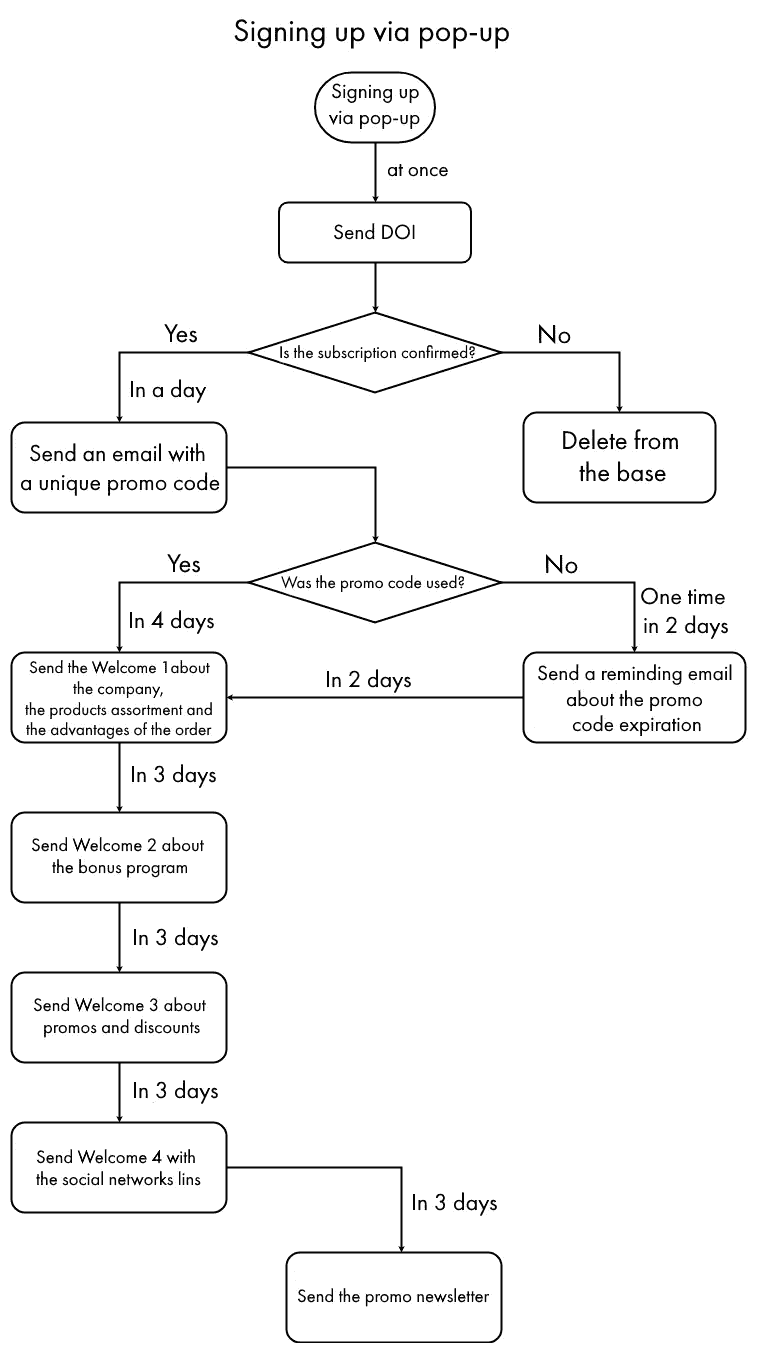 Signing up via pop-up
Signing up
via pop-up
at once
Send DOI
Is the subscription confirmed?
Yes
No
In a day
Send an email with
a unique promo code
Delete from
the base
Was the promo code used?
Yes
No
In 4 days
One time
in 2 days
Send the Welcome 1about
the company,
the products assortment and
the advantages of the order
In 2 days
Send a reminding email
about the promo
code expiration
In 3 days
Send Welcome 2 about
the bonus program
In 3 days
Send Welcome 3 about
promos and discounts
In 3 days
Send Welcome 4 with
the social networks lins
In 3 days
Send the promo newsletter